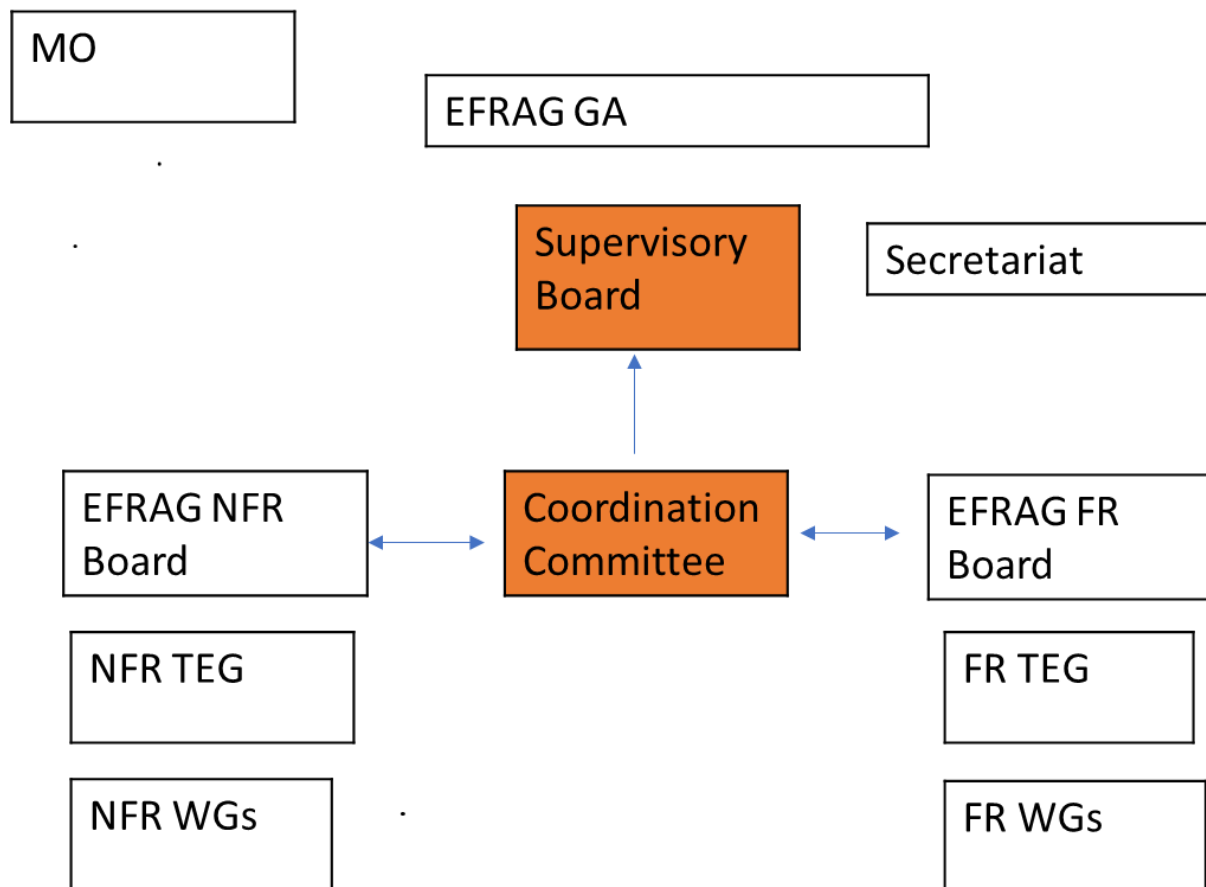 MO
EFRAG GA
Supervisory
Board
Secretariat
EFRAG NFR
Board
Coordination
Committee
EFRAG FR
Board
NFR TEG
FR TEG
NFR WGs
FR WGs